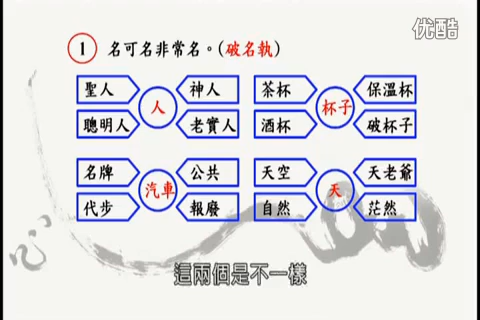 优酷
1 名可名非常名。(破名執)
聖人 神人 茶杯 保溫杯
人 杯子
聰明人 老實人 酒杯 破杯子
名牌 公共 天空 天老爺
汽車 天
代步 報廢 自然 茫然
這兩個是不一樣